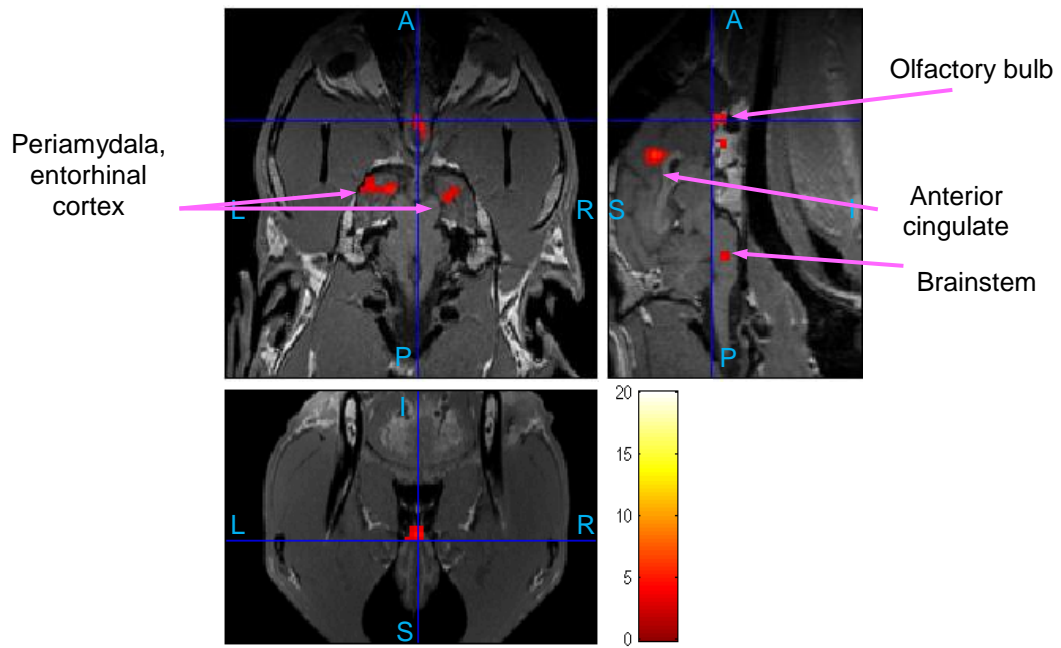 Periamydala,
entorhinal
cortex
A
L
R
P
A
S
I
P
Olfactory bulb
Anterior
cingulate
Brainstem
I
L
R
S
20
15
10
5
0